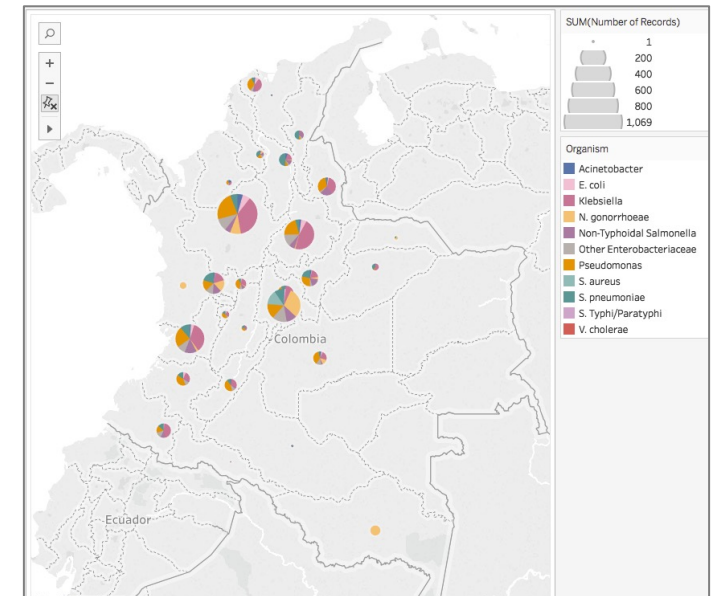 SUM(Number of Records)
1
200
400
600
800
1,069
Organism
Acinetobacter
E. coli
Klebsiella
N. gonorrhoeae
Non-Typhoidal Salmonella
Other Enterobacteriaceae
Pseudomonas
S. aureus
S. pneumoniae
S. Typhi/Paratyphi
V. cholerae
Colombia
Ecuador